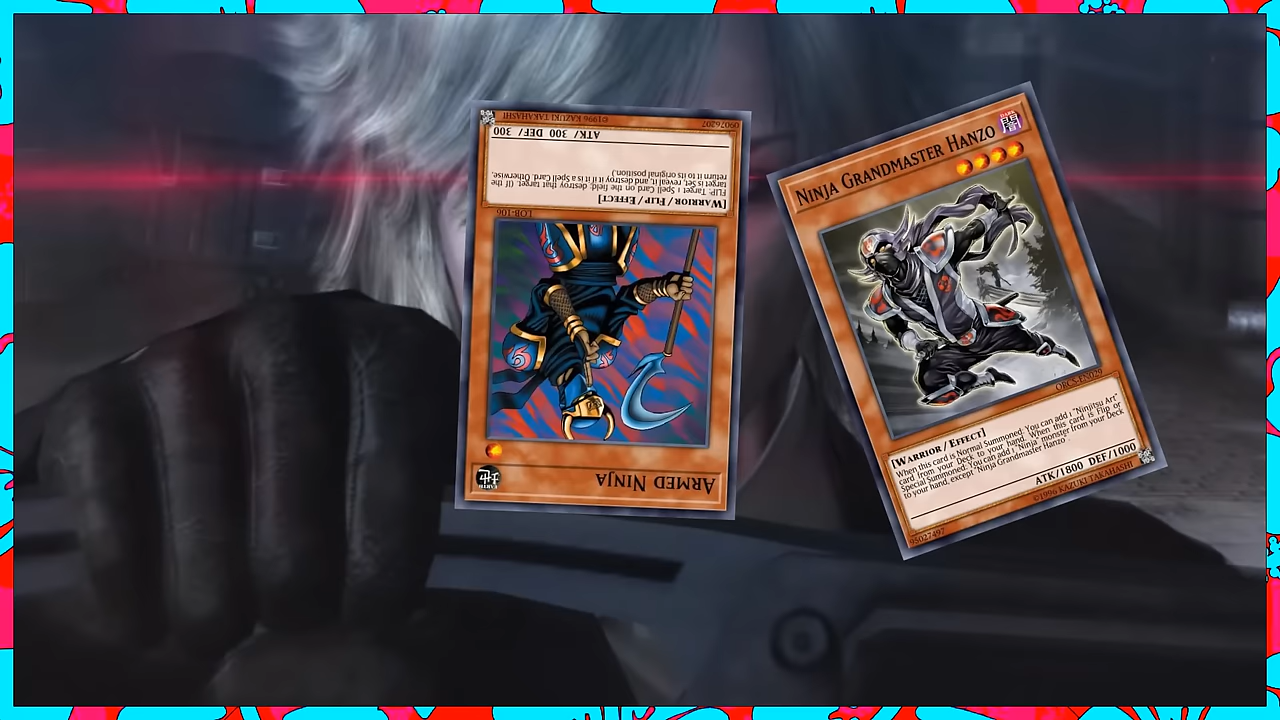 ARMED NINJA
LOB-106
[WARRIOR / FLIP / EFFECT]
FLIP: Target 1 Spell Card on the field; destroy that target. (If the
target is Set, reveal it, and destroy it if it is a Spell Card. Otherwise,
return it to its original position.)
ATK/ 300 DEF/ 300
09076207
©1996 KAZUKI TAKAHASHI
NINJA GRANDMASTER HANZO
闇
ORCS-EN029
[WARRIOR / EFFECT]
When this card is Normal Summoned: You can add 1 "Ninjitsu Art"
card from your Deck to your hand. When this card is Flip or
Special Summoned: You can add 1 "Ninja" monster from your Deck
to your hand, except "Ninja Grandmaster Hanzo".
ATK/1800 DEF/1000
95027497
©1996 KAZUKI TAKAHASHI